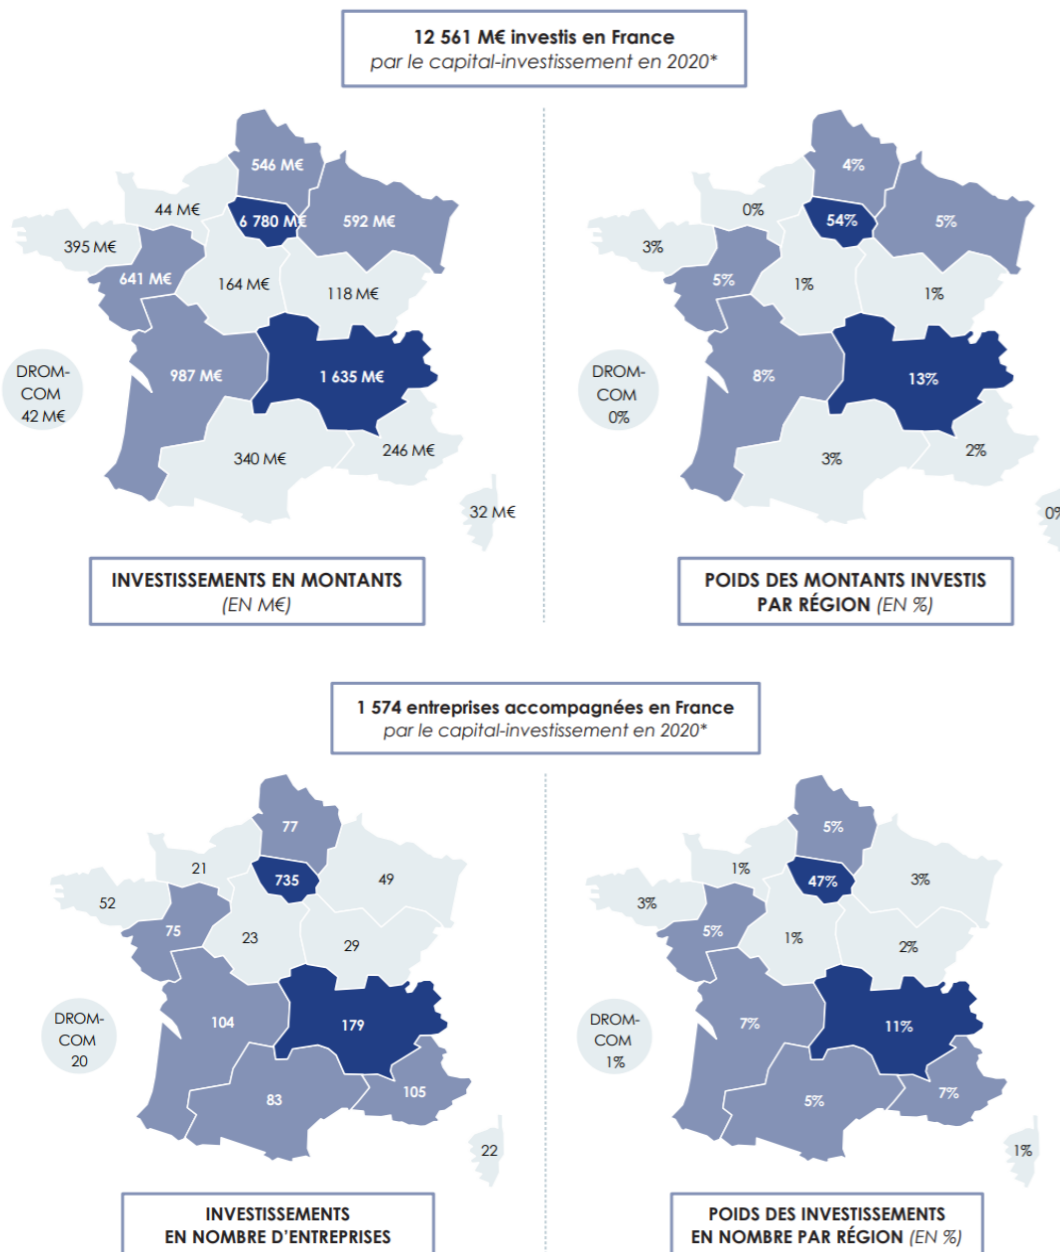 12 561 M€ investis en France
par le capital-investissement en 2020*
546 M€
44 M€
6 780 M€
592 M€
395 M€
641 M€
164 M€
118 M€
DROM-
COM
42 M€
987 M€
1 635 M€
340 M€
246 M€
32 M€
INVESTISSEMENTS EN MONTANTS
(EN M€)
4%
0%
54%
5%
3%
5%
1%
1%
DROM-
COM
0%
8%
13%
3%
2%
0%
POIDS DES MONTANTS INVESTIS
PAR RÉGION (EN %)
1 574 entreprises accompagnées en France
par le capital-investissement en 2020*
77
21
735
49
52
75
23
29
DROM-
COM
20
104
179
83
105
22
INVESTISSEMENTS
EN NOMBRE D'ENTREPRISES
5%
1%
47%
3%
3%
5%
1%
2%
DROM-
COM
1%
7%
11%
5%
7%
1%
POIDS DES INVESTISSEMENTS
EN NOMBRE PAR RÉGION (EN %)